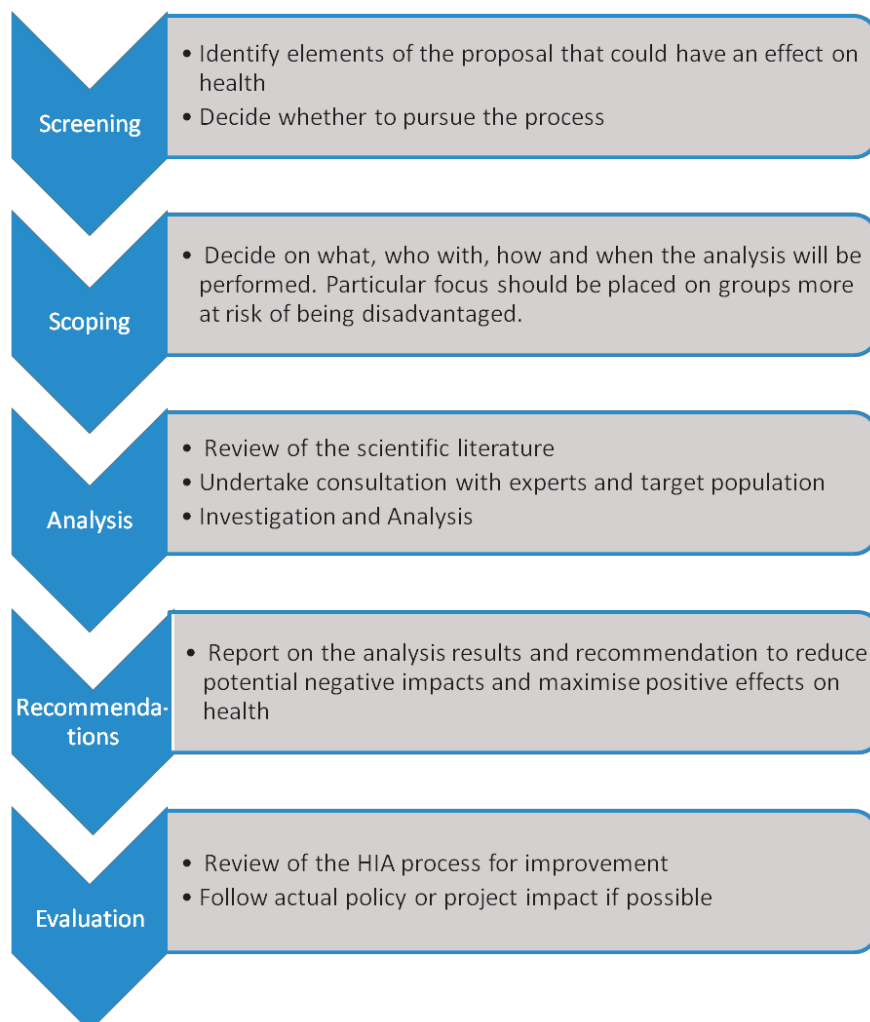 Screening
• Identify elements of the proposal that could have an effect on
health
• Decide whether to pursue the process
Scoping
• Decide on what, who with, how and when the analysis will be
performed. Particular focus should be placed on groups more
at risk of being disadvantaged.
Analysis
• Review of the scientific literature
• Undertake consultation with experts and target population
• Investigation and Analysis
Recommenda-
tions
• Report on the analysis results and recommendation to reduce
potential negative impacts and maximise positive effects on
health
Evaluation
• Review of the HIA process for improvement
• Follow actual policy or project impact if possible